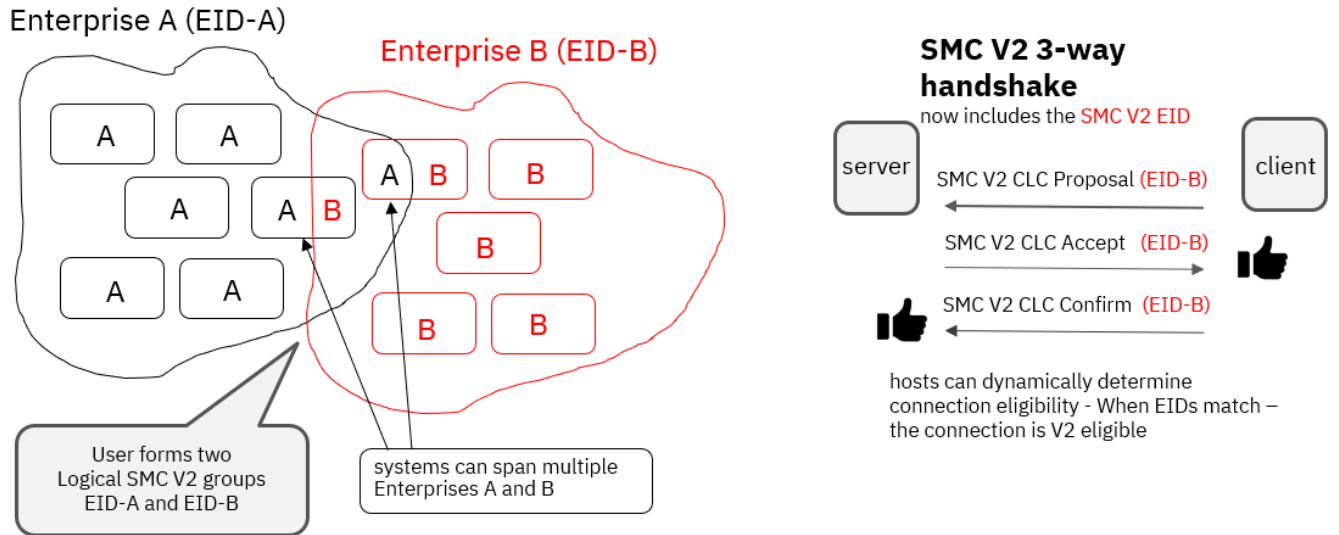 Enterprise A (EID-A)
Enterprise B (EID-B)
A
A
A
A B
A
A
A B
B
B
B
B
User forms two
Logical SMC V2 groups
EID-A and EID-B
systems can span multiple
Enterprises A and B
SMC V2 3-way
handshake
now includes the SMC V2 EID
server
client
SMC V2 CLC Proposal (EID-B)
SMC V2 CLC Accept (EID-B)
SMC V2 CLC Confirm (EID-B)
hosts can dynamically determine
connection eligibility - When EIDs match –
the connection is V2 eligible